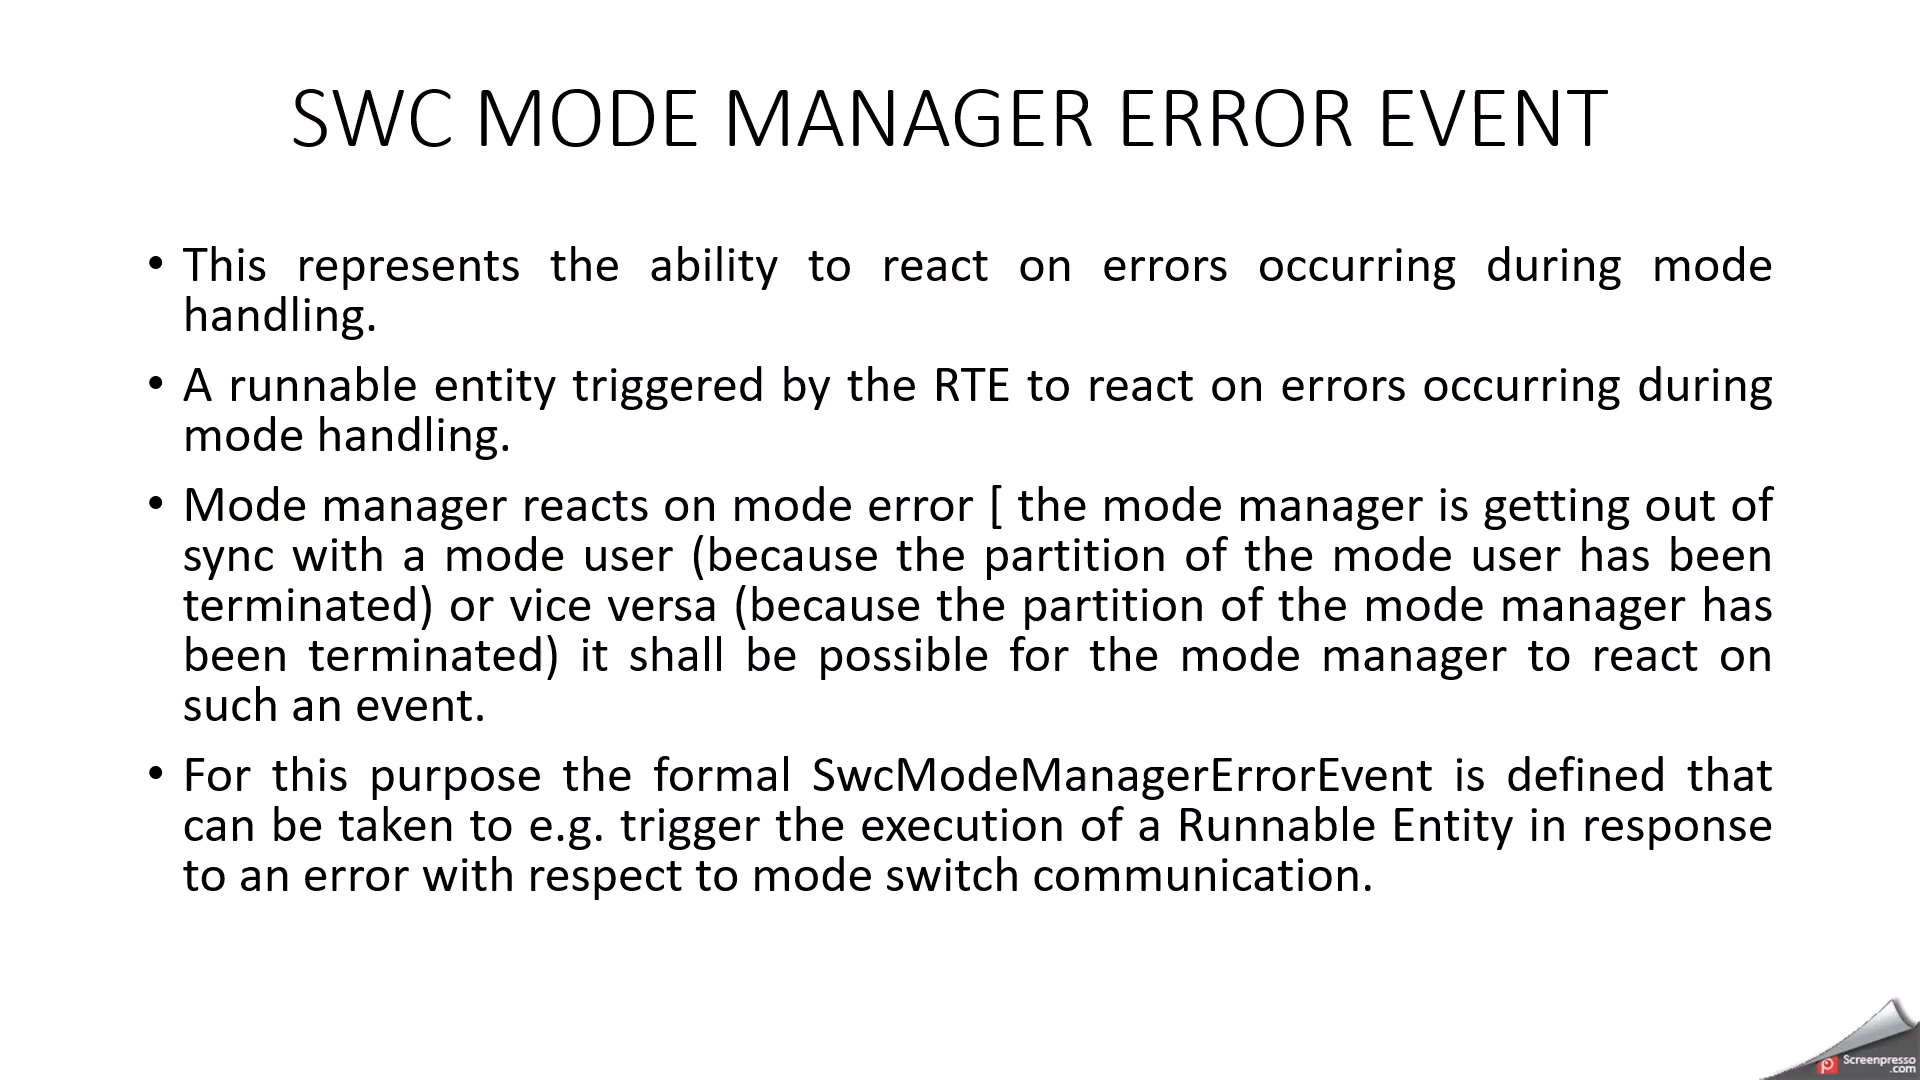 SWC MODE MANAGER ERROR EVENT
• This represents the ability to react on errors occurring during mode
handling.
• A runnable entity triggered by the RTE to react on errors occurring during
mode handling.
• Mode manager reacts on mode error [ the mode manager is getting out of
sync with a mode user (because the partition of the mode user has been
terminated) or vice versa (because the partition of the mode manager has
been terminated) it shall be possible for the mode manager to react on
such an event.
• For this purpose the formal SwcModeManagerErrorEvent is defined that
can be taken to e.g. trigger the execution of a Runnable Entity in response
to an error with respect to mode switch communication.
Screenpresso
.com